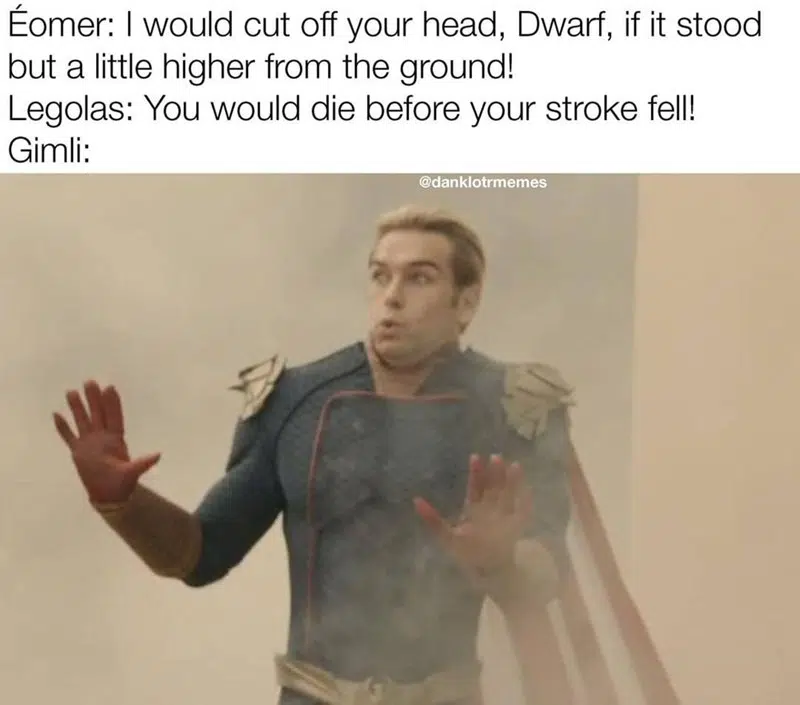 Éomer: I would cut off your head, Dwarf, if it stood
but a little higher from the ground!
Legolas: You would die before your stroke fell!
Gimli:
@danklotrmemes